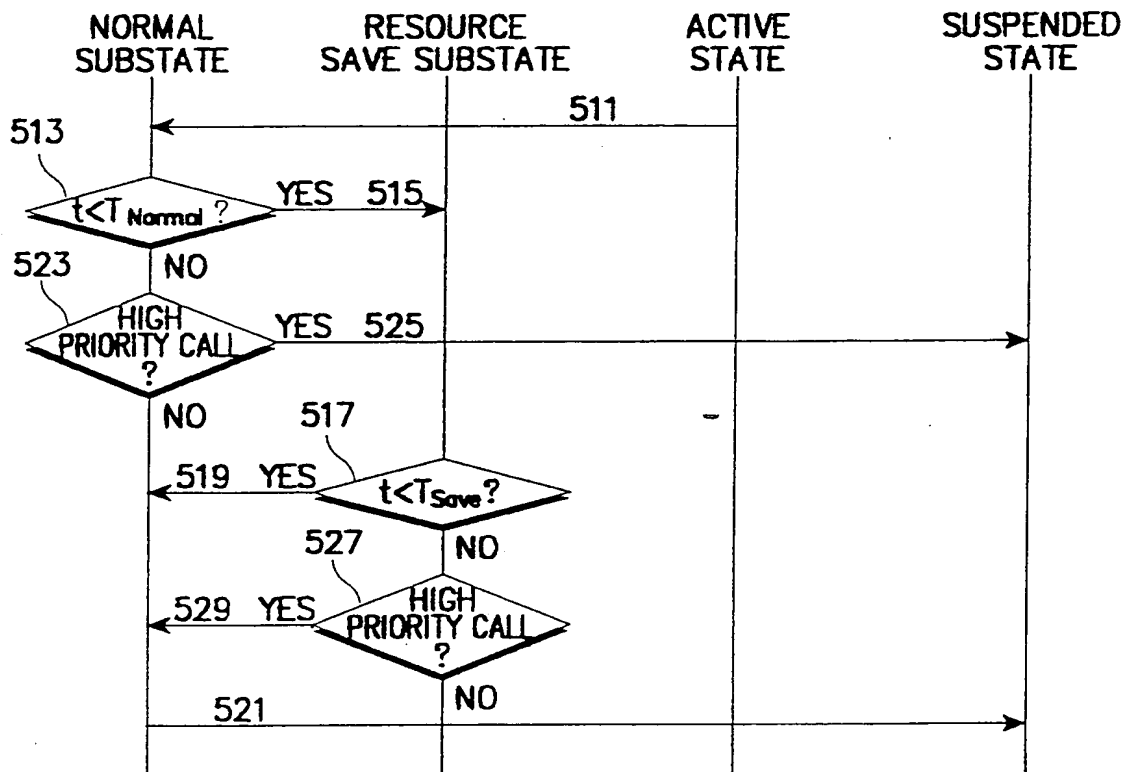 NORMAL
SUBSTATE
RESOURCE
SAVE SUBSTATE
ACTIVE
STATE
SUSPENDED
STATE
511
513
t<T Normal ?
YES 515
NO
523
HIGH
PRIORITY CALL
?
YES 525
NO
517
519 YES
t<TSave?
NO
527
529 YES
HIGH
PRIORITY CALL
?
NO
521